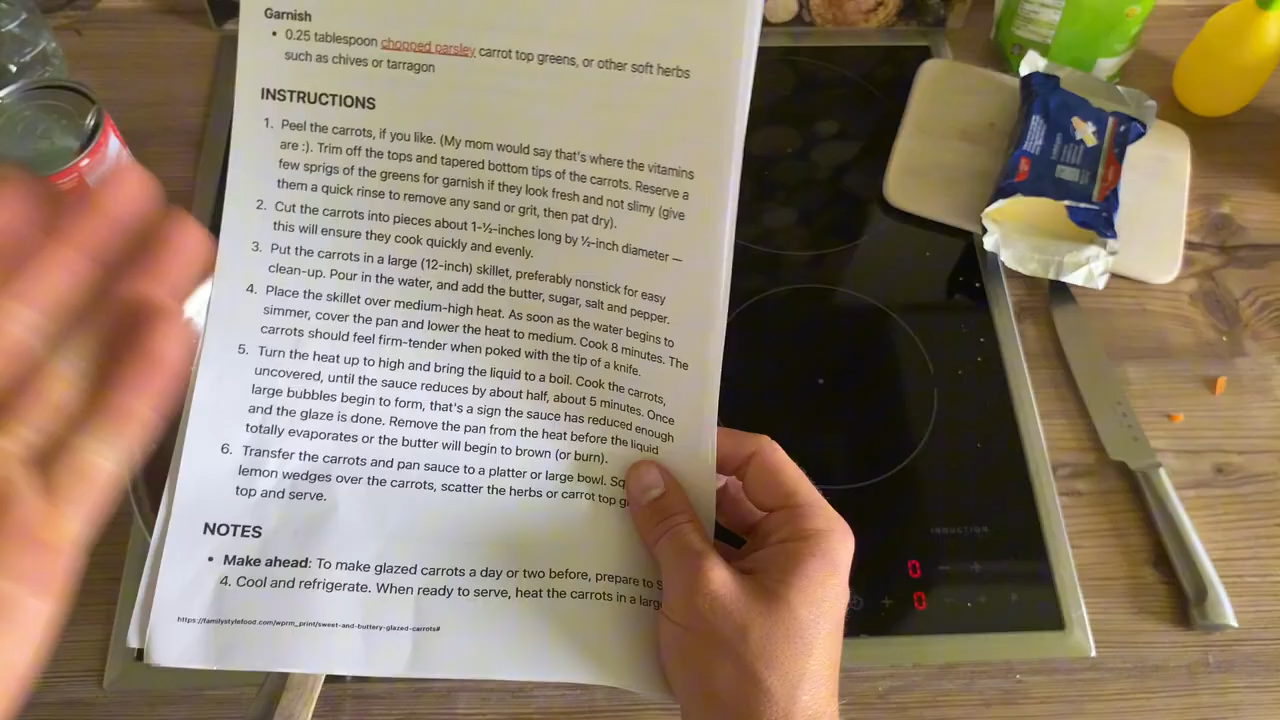 Garnish
• 0.25 tablespoon chopped parsley carrot top greens, or other soft herbs
such as chives or tarragon
INSTRUCTIONS
1. Peel the carrots, if you like. (My mom would say that's where the vitamins
are :). Trim off the tops and tapered bottom tips of the carrots. Reserve a
few sprigs of the greens for garnish if they look fresh and not slimy (give
them a quick rinse to remove any sand or grit, then pat dry).
2. Cut the carrots into pieces about 1-½-inches long by ½-inch diameter —
this will ensure they cook quickly and evenly.
3. Put the carrots in a large (12-inch) skillet, preferably nonstick for easy
clean-up. Pour in the water, and add the butter, sugar, salt and pepper.
4. Place the skillet over medium-high heat. As soon as the water begins to
simmer, cover the pan and lower the heat to medium. Cook 8 minutes. The
carrots should feel firm-tender when poked with the tip of a knife.
5. Turn the heat up to high and bring the liquid to a boil. Cook the carrots,
uncovered, until the sauce reduces by about half, about 5 minutes. Once
large bubbles begin to form, that's a sign the sauce has reduced enough
and the glaze is done. Remove the pan from the heat before the liquid
totally evaporates or the butter will begin to brown (or burn).
6. Transfer the carrots and pan sauce to a platter or large bowl. Sq
lemon wedges over the carrots, scatter the herbs or carrot top g
top and serve.
NOTES
• Make ahead: To make glazed carrots a day or two before, prepare to S
4. Cool and refrigerate. When ready to serve, heat the carrots in a larg
https://familystylefood.com/wprm_print/sweet-and-buttery-glazed-carrots#
INDUCTION
0 − +
0
+ − + P